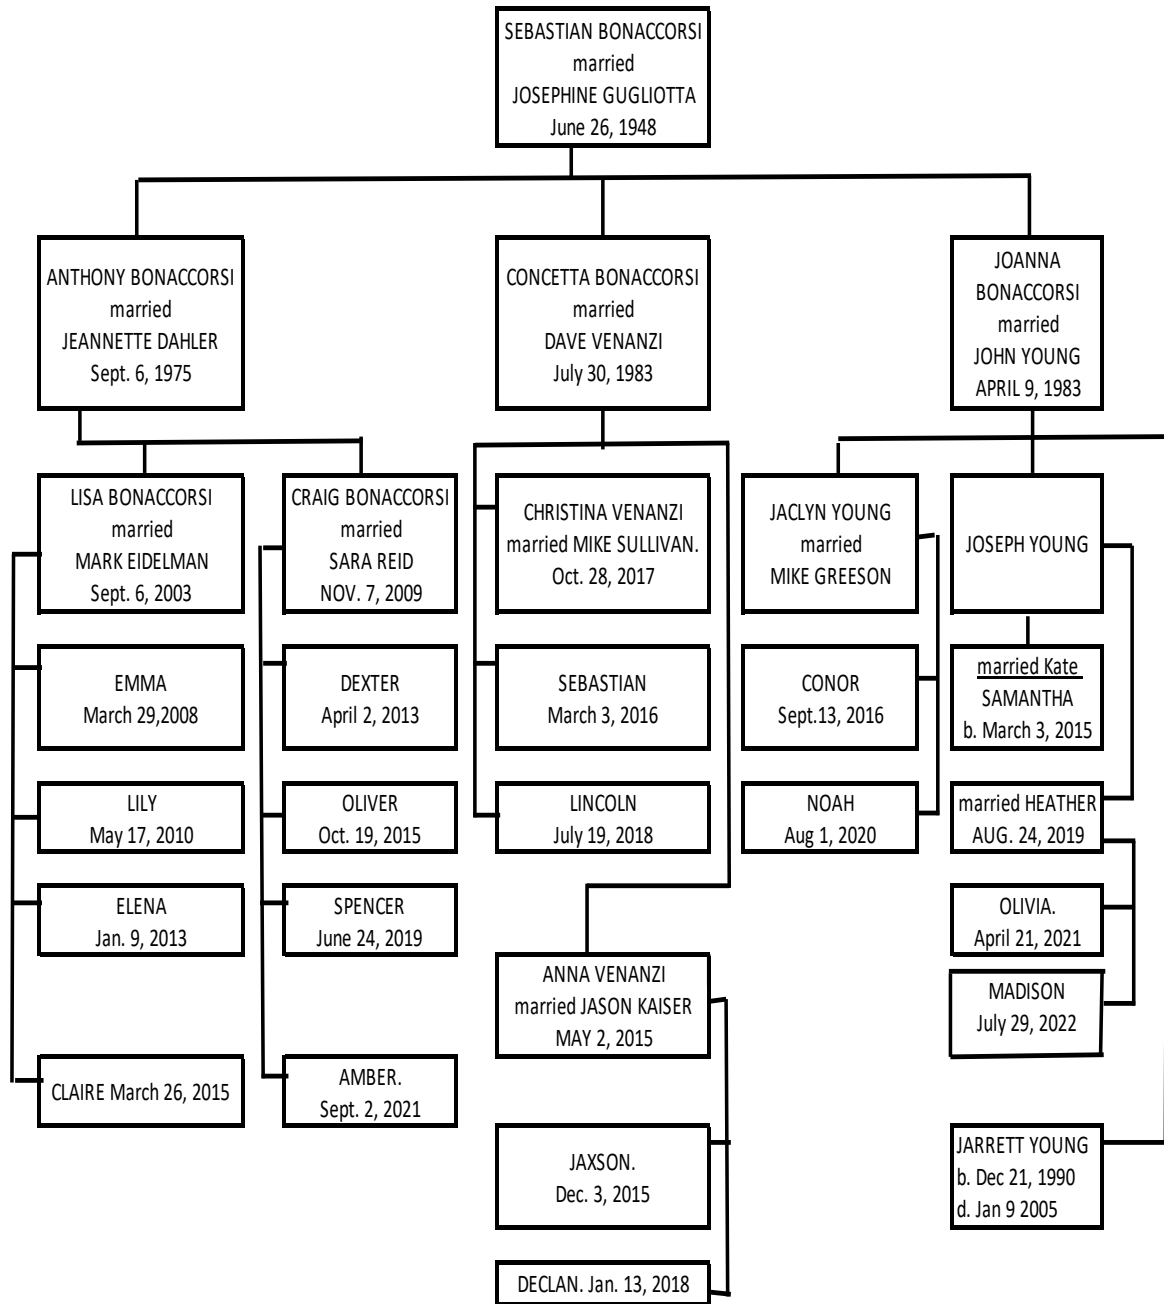 SEBASTIAN BONACCORSI
married
JOSEPHINE GUGLIOTTA
June 26, 1948
ANTHONY BONACCORSI
married
JEANNETTE DAHLER
Sept. 6, 1975
CONCETTA BONACCORSI
married
DAVE VENANZI
July 30, 1983
JOANNA
BONACCORSI
married
JOHN YOUNG
APRIL 9, 1983
LISA BONACCORSI
married
MARK EIDELMAN
Sept. 6, 2003
CRAIG BONACCORSI
married
SARA REID
NOV. 7, 2009
CHRISTINA VENANZI
married MIKE SULLIVAN.
Oct. 28, 2017
JACLYN YOUNG
married
MIKE GREESON
JOSEPH YOUNG
EMMA
March 29,2008
DEXTER
April 2, 2013
SEBASTIAN
March 3, 2016
CONOR
Sept.13, 2016
married Kate
SAMANTHA
b. March 3, 2015
LILY
May 17, 2010
OLIVER
Oct. 19, 2015
LINCOLN
July 19, 2018
NOAH
Aug 1, 2020
married HEATHER
AUG. 24, 2019
ELENA
Jan. 9, 2013
SPENCER
June 24, 2019
OLIVIA.
April 21, 2021
ANNA VENANZI
married JASON KAISER
MAY 2, 2015
MADISON
July 29, 2022
CLAIRE March 26, 2015
AMBER.
Sept. 2, 2021
JAXSON.
Dec. 3, 2015
JARRETT YOUNG
b. Dec 21, 1990
d. Jan 9 2005
DECLAN. Jan. 13, 2018